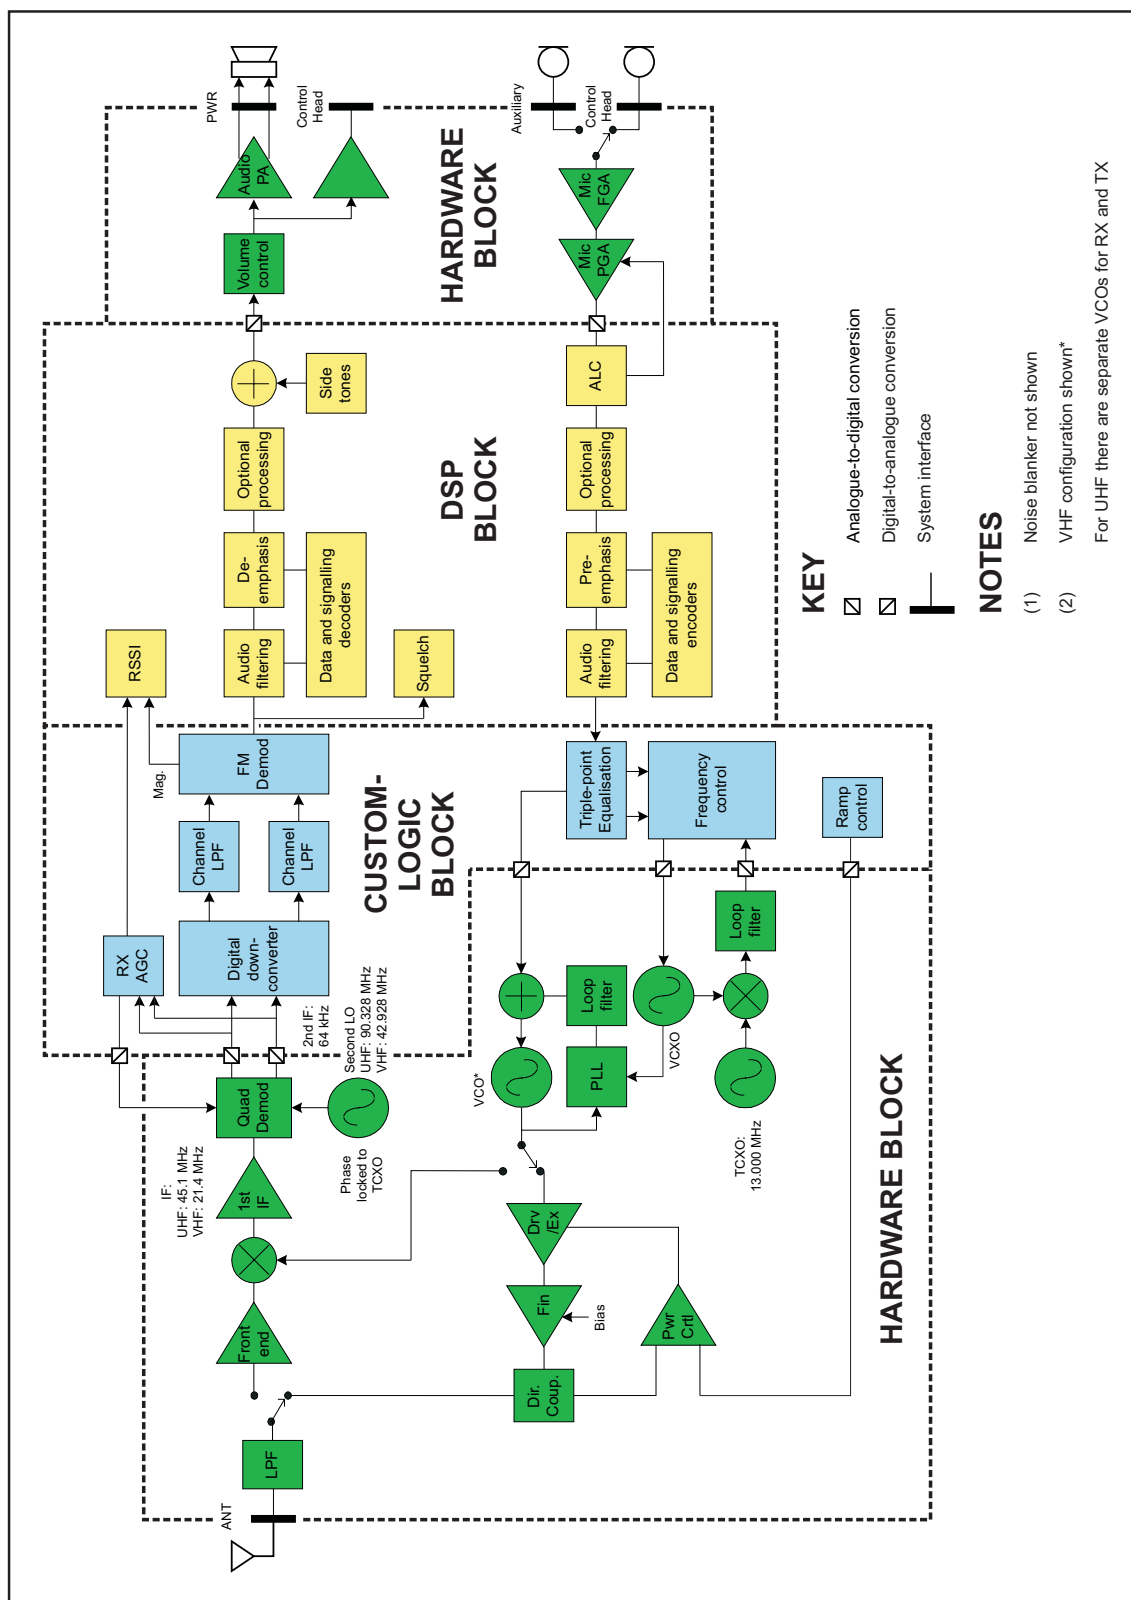 ANT
LPF
Front
end
IF:
UHF: 45.1 MHz
VHF: 21.4 MHz
1st
IF
Quad
Demod
Phase
locked to
TCXO
Second LO
UHF: 90.328 MHz
VHF: 42.928 MHz
2nd IF:
64 kHz
RX
AGC
Digital
down-
converter
Channel
LPF
Channel
LPF
Mag.
FM
Demod
RSSI
Audio
filtering
De-
emphasis
Data and signalling
decoders
Squelch
Optional
processing
Side
tones
Volume
control
Audio
PA
PWR
Control
Head
CUSTOM-
LOGIC
BLOCK
DSP
BLOCK
HARDWARE
BLOCK
Dir.
Coup.
Fin
Bias
Drv
/Ex
Pwr
Crtl
VCO*
PLL
Loop
filter
VCXO
TCXO:
13.000 MHz
Loop
filter
Triple-point
Equalisation
Frequency
control
Ramp
control
Audio
filtering
Pre-
emphasis
Data and signalling
encoders
Optional
processing
ALC
Mic
PGA
Mic
FGA
Auxiliary
Control
Head
HARDWARE BLOCK
KEY
Analogue-to-digital conversion
Digital-to-analogue conversion
System interface
NOTES
(1) Noise blanker not shown
(2) VHF configuration shown*
For UHF there are separate VCOs for RX and TX